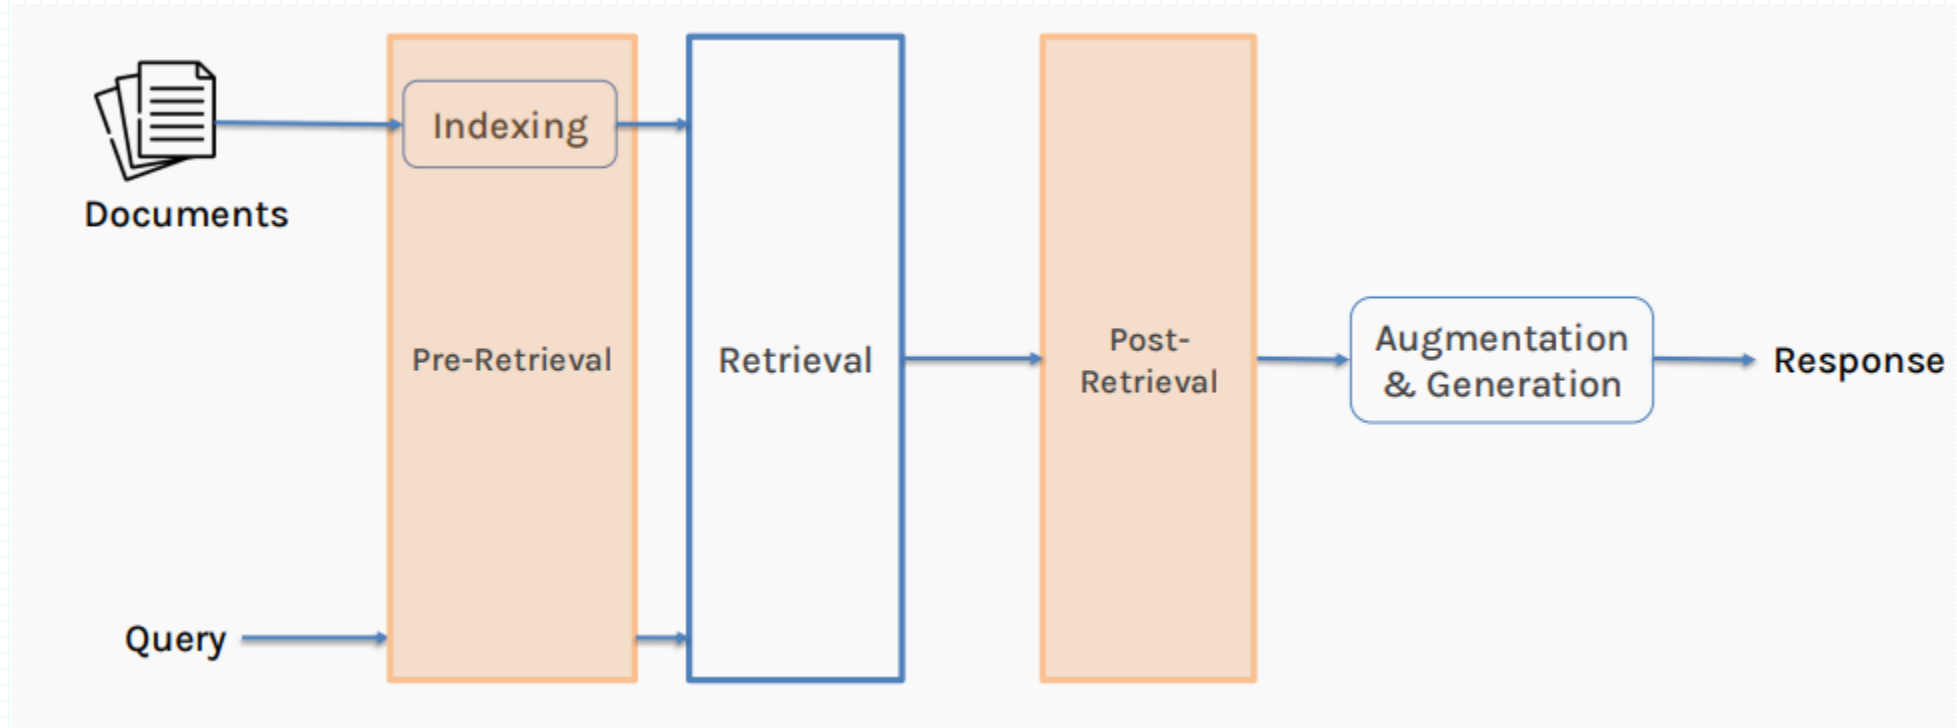 Indexing
Documents
Pre-Retrieval
Retrieval
Post-
Retrieval
Augmentation
& Generation
Response
Query